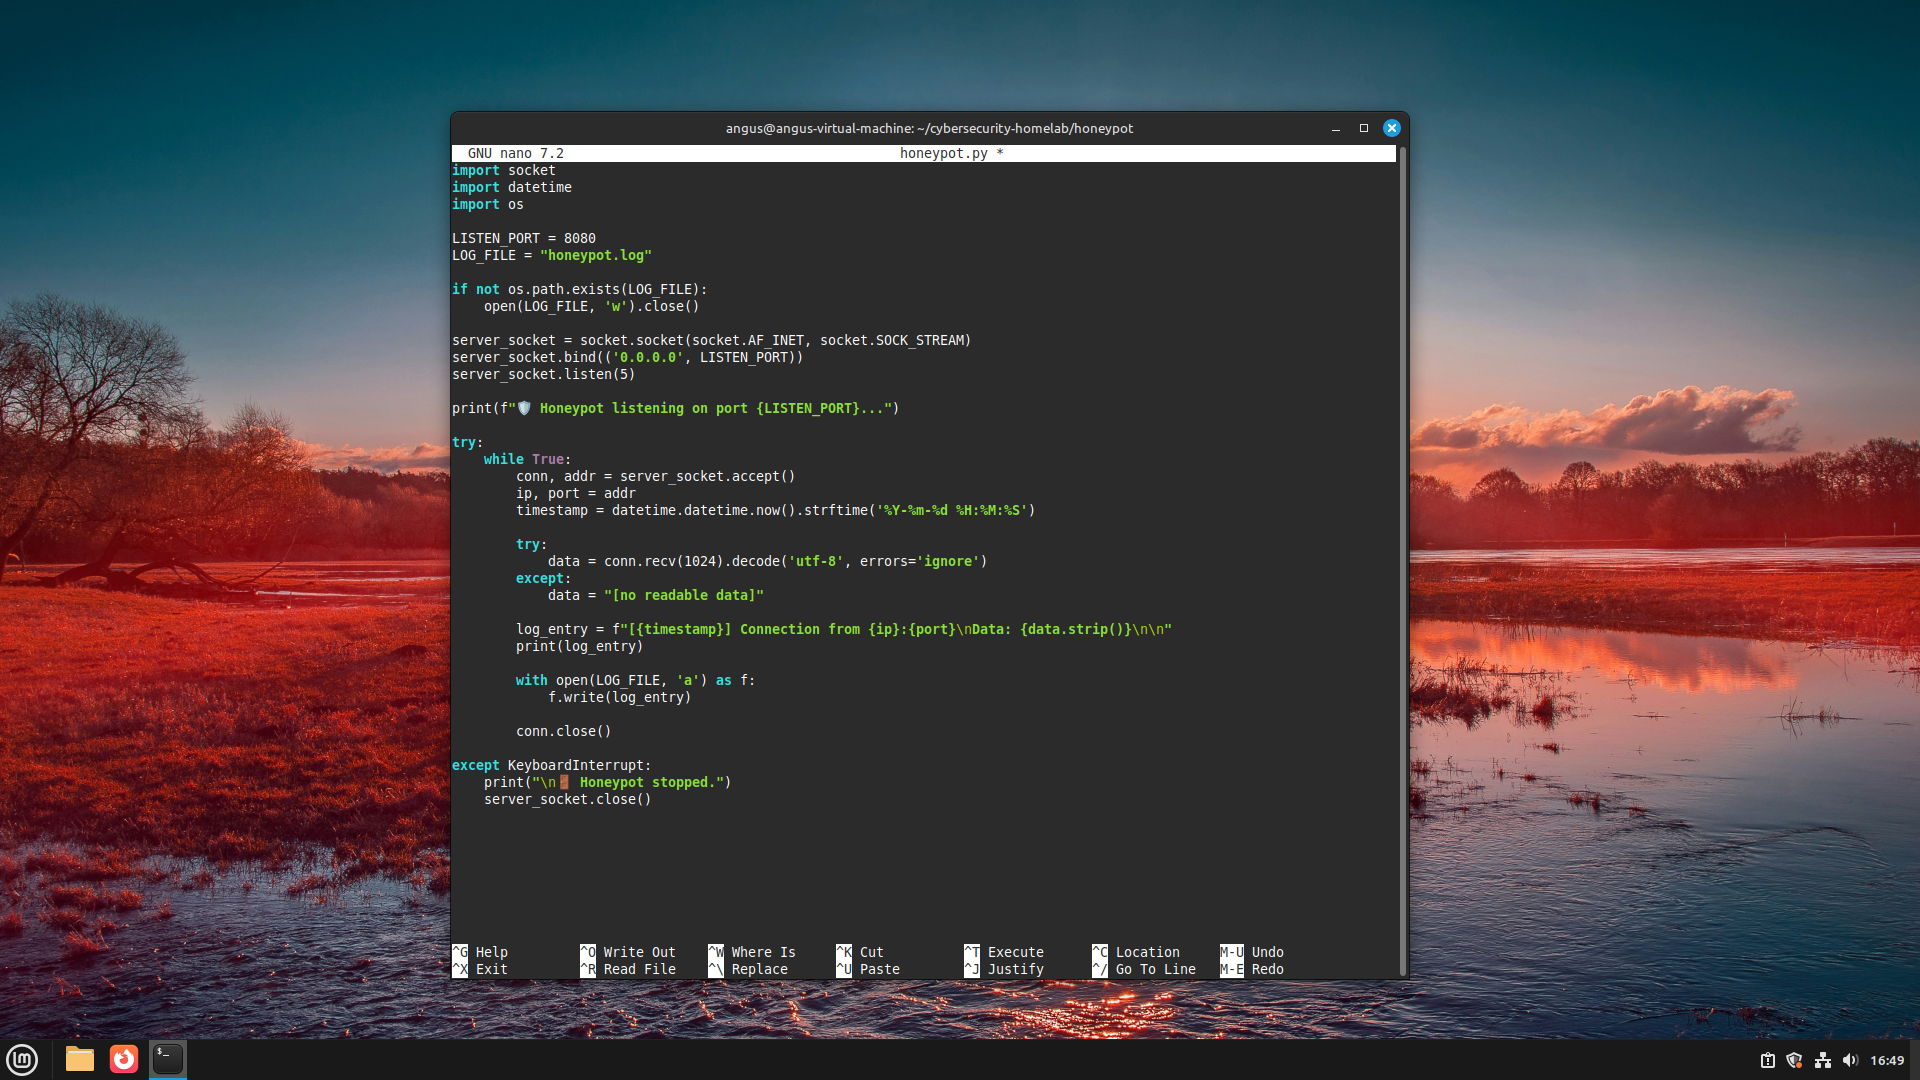 angus@angus-virtual-machine: ~/cybersecurity-homelab/honeypot
GNU nano 7.2 honeypot.py *
import socket
import datetime
import os
LISTEN_PORT = 8080
LOG_FILE = "honeypot.log"
if not os.path.exists(LOG_FILE):
    open(LOG_FILE, 'w').close()
server_socket = socket.socket(socket.AF_INET, socket.SOCK_STREAM)
server_socket.bind(('0.0.0.0', LISTEN_PORT))
server_socket.listen(5)
print(f"🛡️ Honeypot listening on port {LISTEN_PORT}...")
try:
    while True:
        conn, addr = server_socket.accept()
        ip, port = addr
        timestamp = datetime.datetime.now().strftime('%Y-%m-%d %H:%M:%S')
        try:
            data = conn.recv(1024).decode('utf-8', errors='ignore')
        except:
            data = "[no readable data]"
        log_entry = f"[{timestamp}] Connection from {ip}:{port}\nData: {data.strip()}\n\n"
        print(log_entry)
        with open(LOG_FILE, 'a') as f:
            f.write(log_entry)
        conn.close()
except KeyboardInterrupt:
    print("\n🚪 Honeypot stopped.")
    server_socket.close()
^G Help ^O Write Out ^W Where Is ^K Cut ^T Execute ^C Location M-U Undo
^X Exit ^R Read File ^\ Replace ^U Paste ^J Justify ^/ Go To Line M-E Redo
16:49